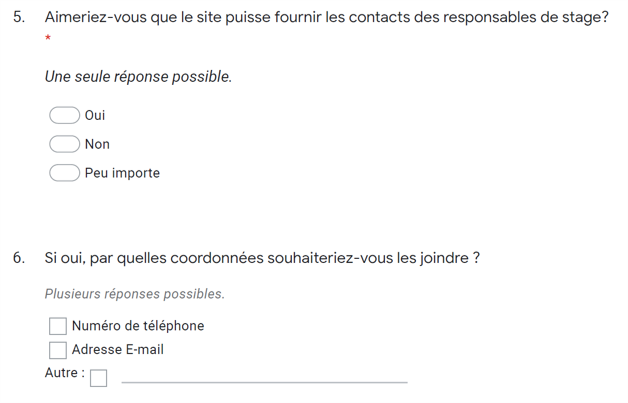 5. Aimeriez-vous que le site puisse fournir les contacts des responsables de stage?
*
Une seule réponse possible.
Oui
Non
Peu importe
6. Si oui, par quelles coordonnées souhaiteriez-vous les joindre ?
Plusieurs réponses possibles.
Numéro de téléphone
Adresse E-mail
Autre :